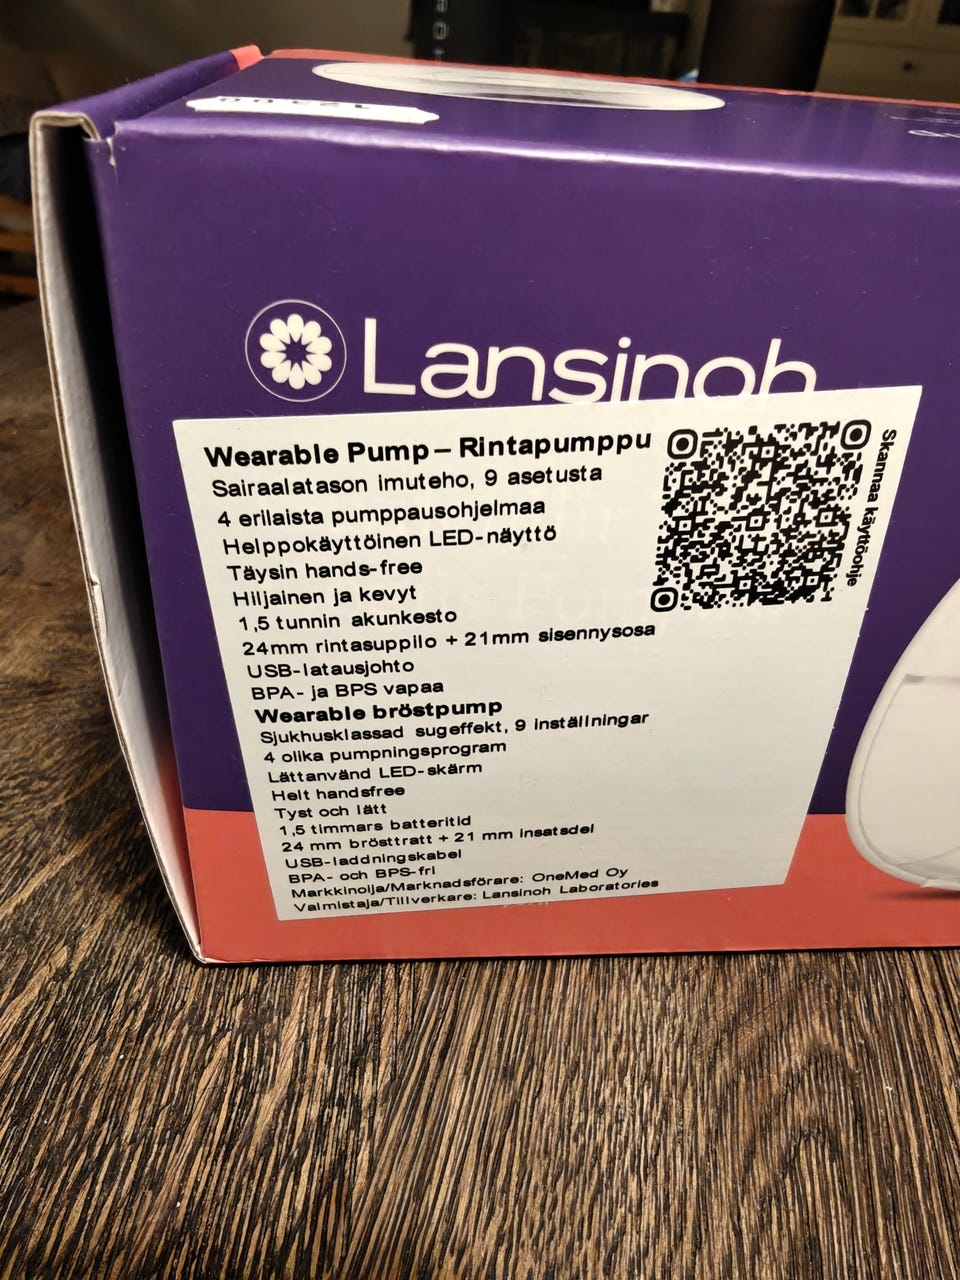 Lansinoh
Wearable Pump – Rintapumppu
Sairaalatason imuteho, 9 asetusta
4 erilaista pumppausohjelmaa
Helppokäyttöinen LED-näyttö
Täysin hands-free
Hiljainen ja kevyt
1,5 tunnin akunkesto
24mm rintasuppilo + 21mm sisennysosa
USB-latausjohto
BPA- ja BPS vapaa
Wearable bröstpump
Sjukhusklassad sugeffekt, 9 inställningar
4 olika pumpningsprogram
Lättanvänd LED-skärm
Helt handsfree
Tyst och lätt
1,5 timmars batteritid
24 mm brösttratt + 21 mm insatsdel
USB-laddningskabel
BPA- och BPS-fri
Markkinoija/Marknadsförare: OneMed Oy
Valmistaja/Tillverkare: Lansinoh Laboratories
Skannaa käyttöohje